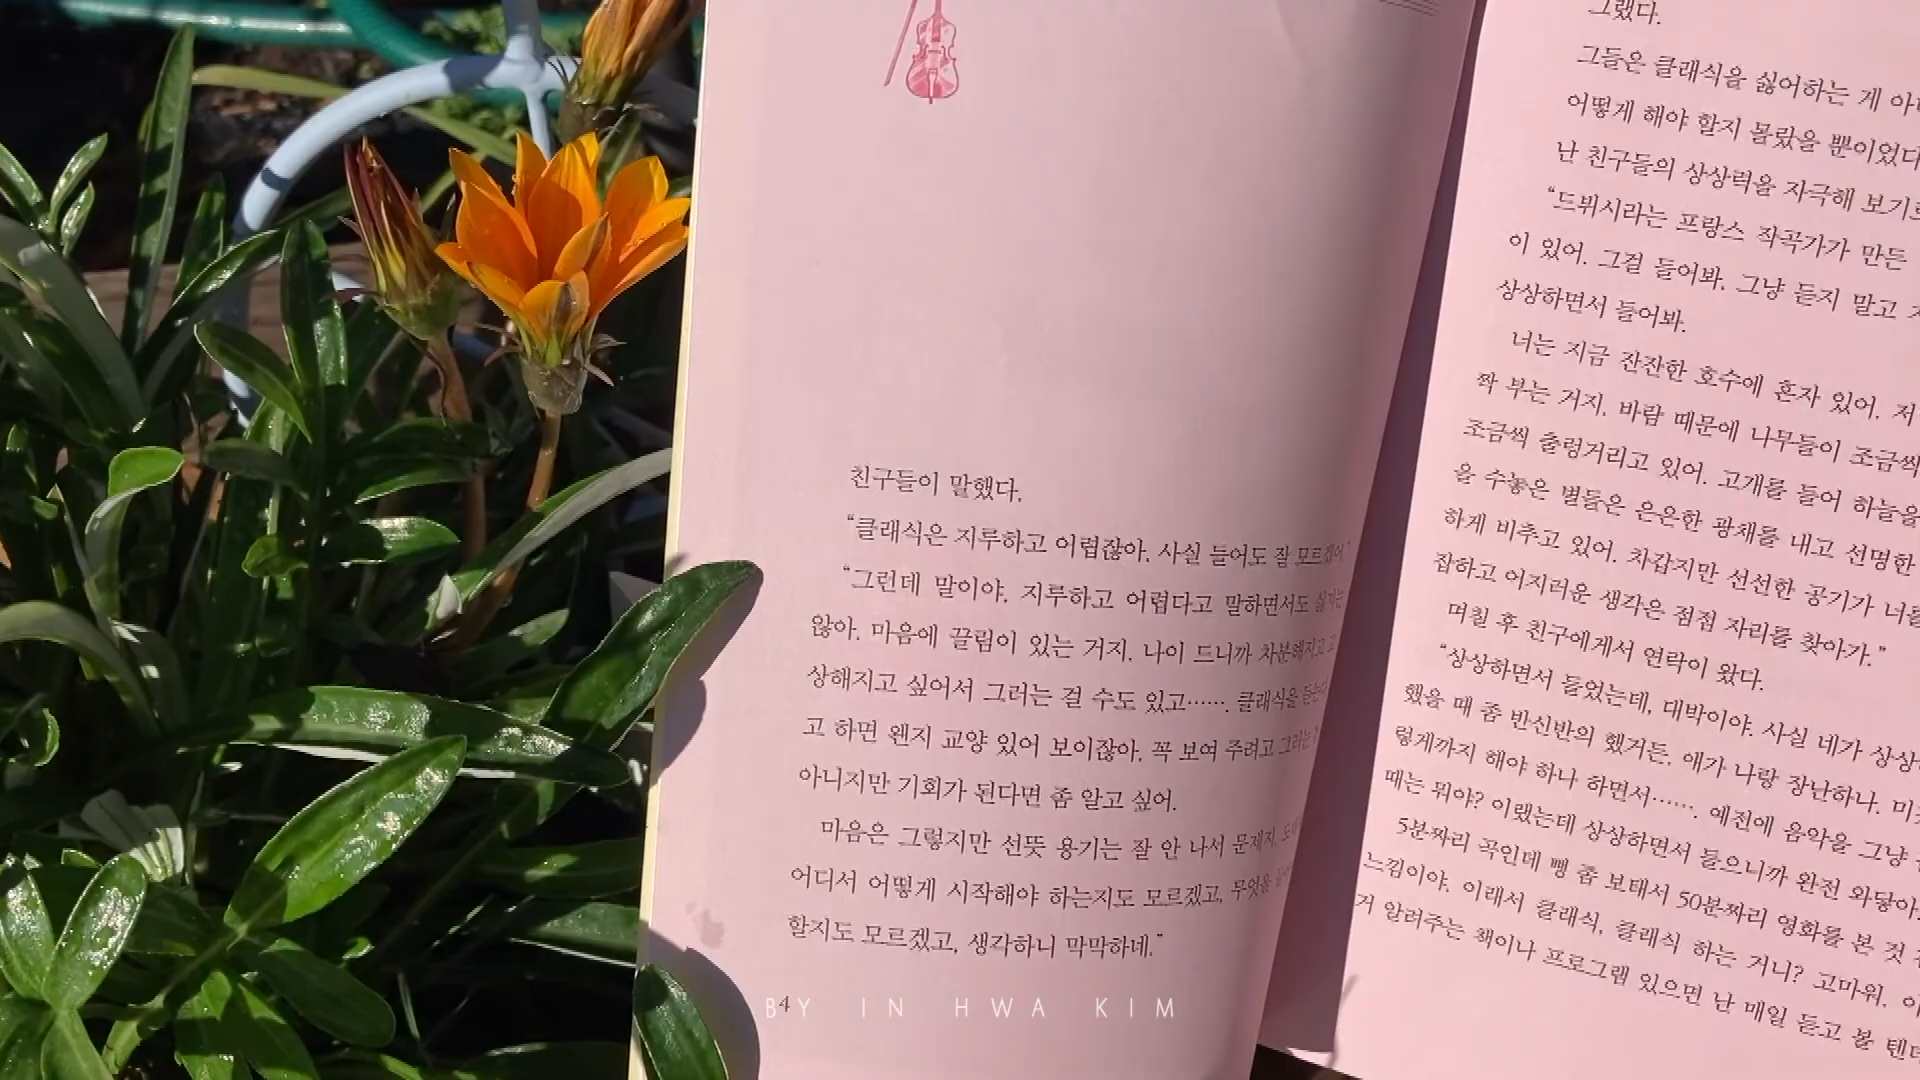 친구들이 말했다.
“클래식은 지루하고 어렵잖아. 사실 들어도 잘 모르겠어.”
“그런데 말이야. 지루하고 어렵다고 말하면서도 싫지는
않아. 마음에 끌림이 있는 거지. 나이 드니까 차분해지고 고
상해지고 싶어서 그러는 걸 수도 있고……. 클래식을 듣는다
고 하면 왠지 교양 있어 보이잖아. 꼭 보여 주려고 그러는 건
아니지만 기회가 된다면 좀 알고 싶어.
마음은 그렇지만 선뜻 용기는 잘 안 나서 문제지.
어디서 어떻게 시작해야 하는지도 모르겠고, 무엇을
할지도 모르겠고, 생각하니 막막하네.”
4
BY IN HWA KIM
그랬다.
그들은 클래식을 싫어하는 게
어떻게 해야 할지 몰랐을 뿐이었다
난 친구들의 상상력을 자극해
“드뷔시라는 프랑스 작곡가가 만든
이 있어. 그걸 들어봐. 그냥 듣지 말고
상상하면서 들어봐.
너는 지금 잔잔한 호수에 혼자 있어. 저
짝 부는 거지. 바람 때문에 나무들이 조금씩
조금씩 출렁거리고 있어. 고개를 들어 하늘을
을 수놓은 별들은 은은한 광채를 내고 선명한
하게 비추고 있어. 차갑지만 선선한 공기가 너를
잡하고 어지러운 생각은 점점 자리를 찾아가.”
며칠 후 친구에게서 연락이 왔다.
“상상하면서 들었는데, 대박이야. 사실 네가
했을 때 좀 반신반의 했거든. 얘가 나랑 장난하나.
렇게까지 해야 하나 하면서……. 예전에 음악을 그냥
때는 뭐야? 이랬는데 상상하면서 들으니까 완전 와닿아.
5분짜리 곡인데 뻥 좀 보태서 50분짜리 영화를 본 것
느낌이야. 이래서 클래식, 클래식 하는 거니? 고마워.
거 알려주는 책이나 프로그램 있으면 난 매일 듣고 볼 텐데